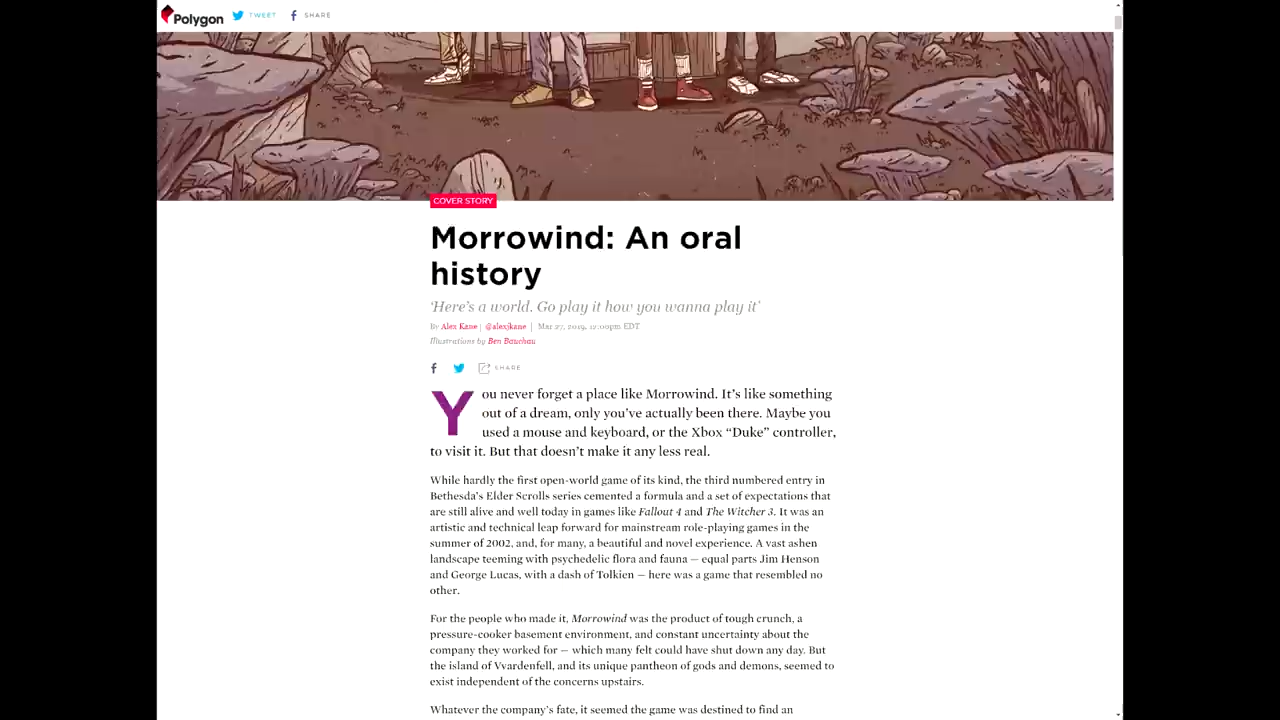 Polygon TWEET SHARE
COVER STORY
Morrowind: An oral
history
‘Here’s a world. Go play it how you wanna play it’
By Alex Kane | @alexjkane | Mar 27, 2019, 12:00pm EDT
Illustrations by Ben Bauchau
SHARE
You never forget a place like Morrowind. It’s like something
out of a dream, only you’ve actually been there. Maybe you
used a mouse and keyboard, or the Xbox “Duke” controller,
to visit it. But that doesn’t make it any less real.
While hardly the first open-world game of its kind, the third numbered entry in
Bethesda’s Elder Scrolls series cemented a formula and a set of expectations that
are still alive and well today in games like Fallout 4 and The Witcher 3. It was an
artistic and technical leap forward for mainstream role-playing games in the
summer of 2002, and, for many, a beautiful and novel experience. A vast ashen
landscape teeming with psychedelic flora and fauna — equal parts Jim Henson
and George Lucas, with a dash of Tolkien — here was a game that resembled no
other.
For the people who made it, Morrowind was the product of tough crunch, a
pressure-cooker basement environment, and constant uncertainty about the
company they worked for — which many felt could have shut down any day. But
the island of Vvardenfell, and its unique pantheon of gods and demons, seemed to
exist independent of the concerns upstairs.
Whatever the company’s fate, it seemed the game was destined to find an